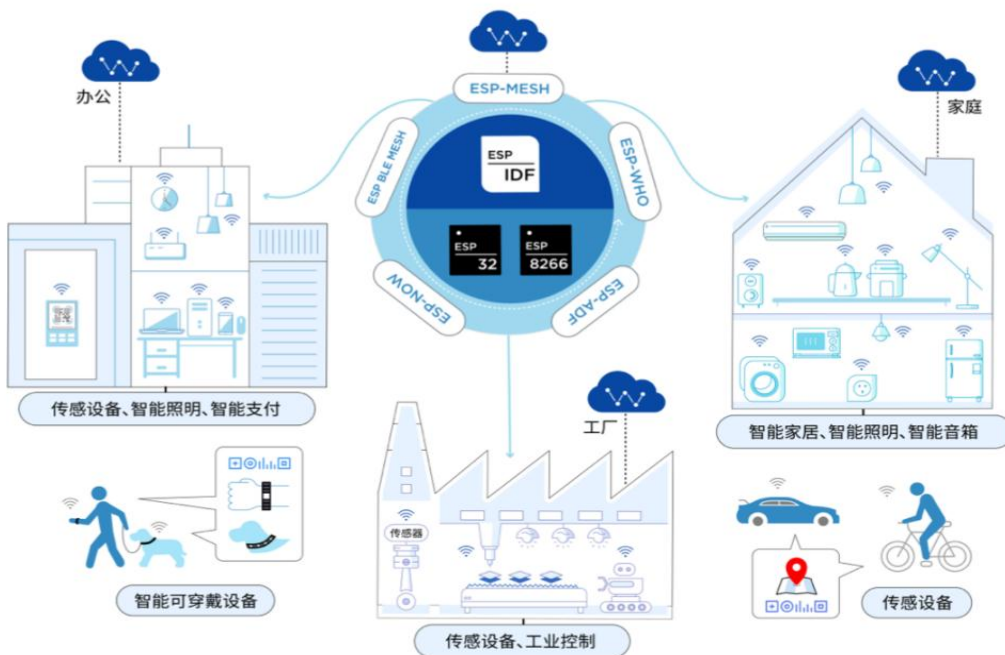 办公
家庭
ESP-MESH
ESP BLE MESH
ESP-WHO
ESP
IDF
ESP
32
ESP
8266
ESP-NOW
ESP-ADF
传感设备、智能照明、智能支付
工厂
智能家居、智能照明、智能音箱
传感器
智能可穿戴设备
传感设备
传感设备、工业控制